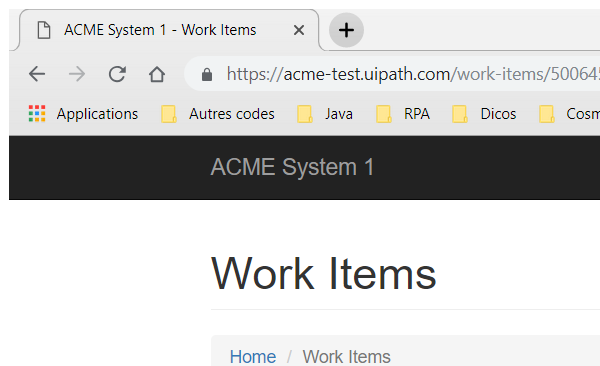 ACME System 1 - Work Items
https://acme-test.uipath.com/work-items/500645
Applications Autres codes Java RPA Dicos Cosm
ACME System 1
Work Items
Home / Work Items